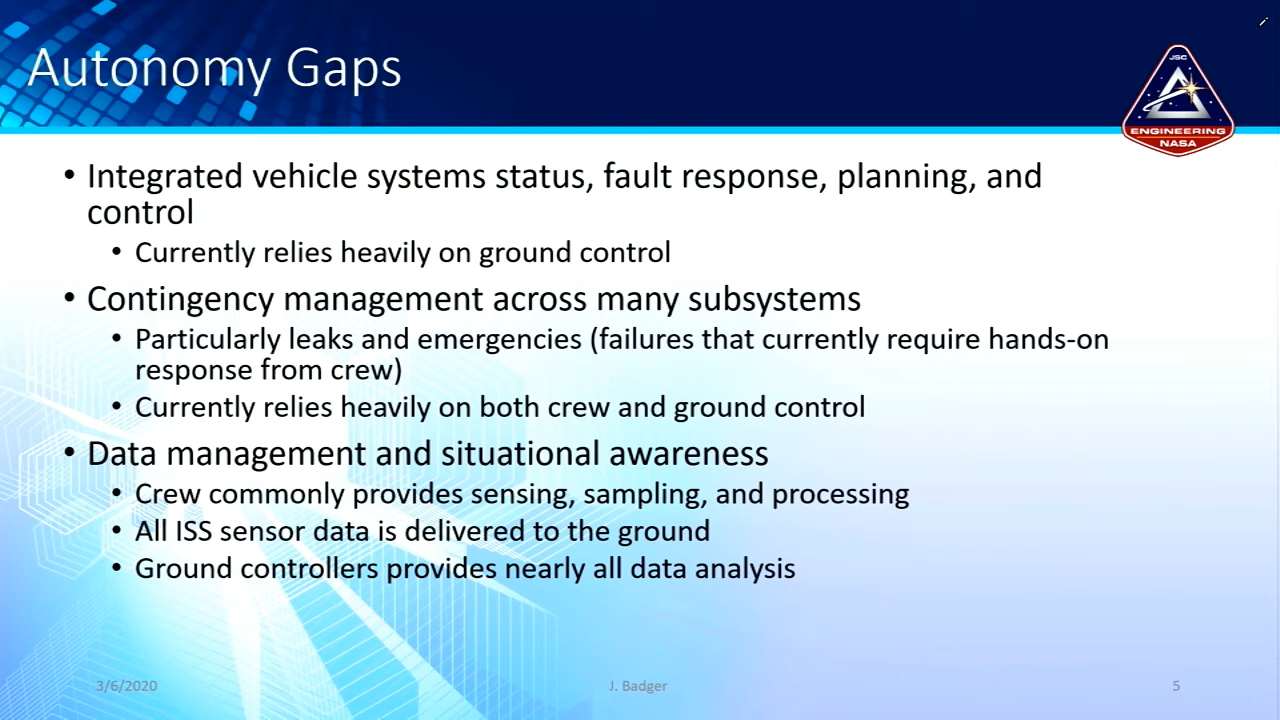 Autonomy Gaps
JSC
ENGINEERING
NASA
• Integrated vehicle systems status, fault response, planning, and
control
• Currently relies heavily on ground control
• Contingency management across many subsystems
• Particularly leaks and emergencies (failures that currently require hands-on
response from crew)
• Currently relies heavily on both crew and ground control
• Data management and situational awareness
• Crew commonly provides sensing, sampling, and processing
• All ISS sensor data is delivered to the ground
• Ground controllers provides nearly all data analysis
3/6/2020
J. Badger
5